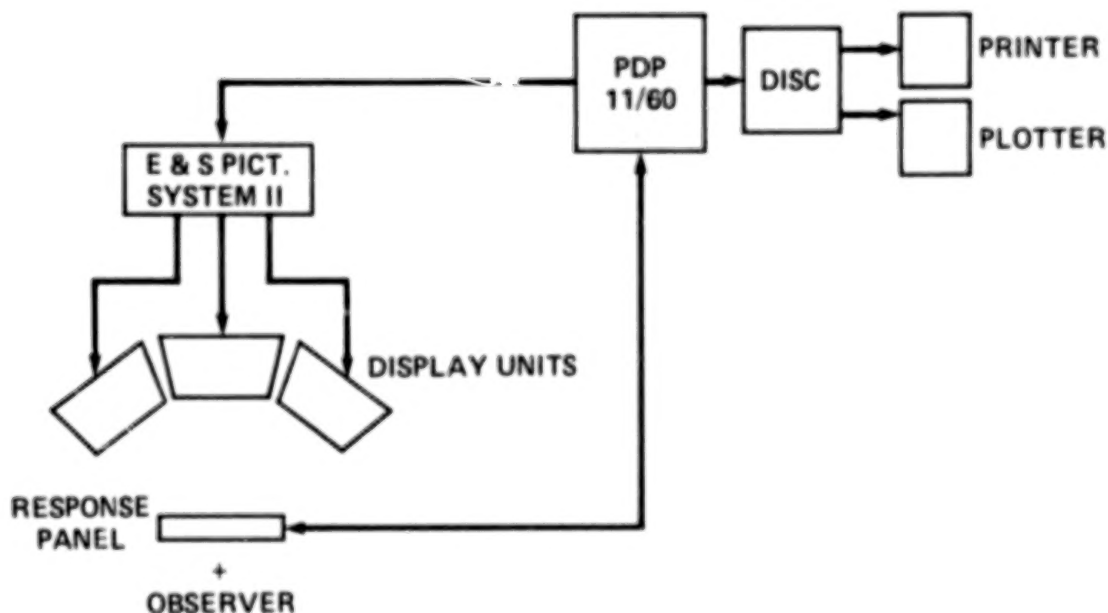 PDP
11/60
DISC
PRINTER
PLOTTER
E & S PICT.
SYSTEM II
DISPLAY UNITS
RESPONSE
PANEL
+
OBSERVER